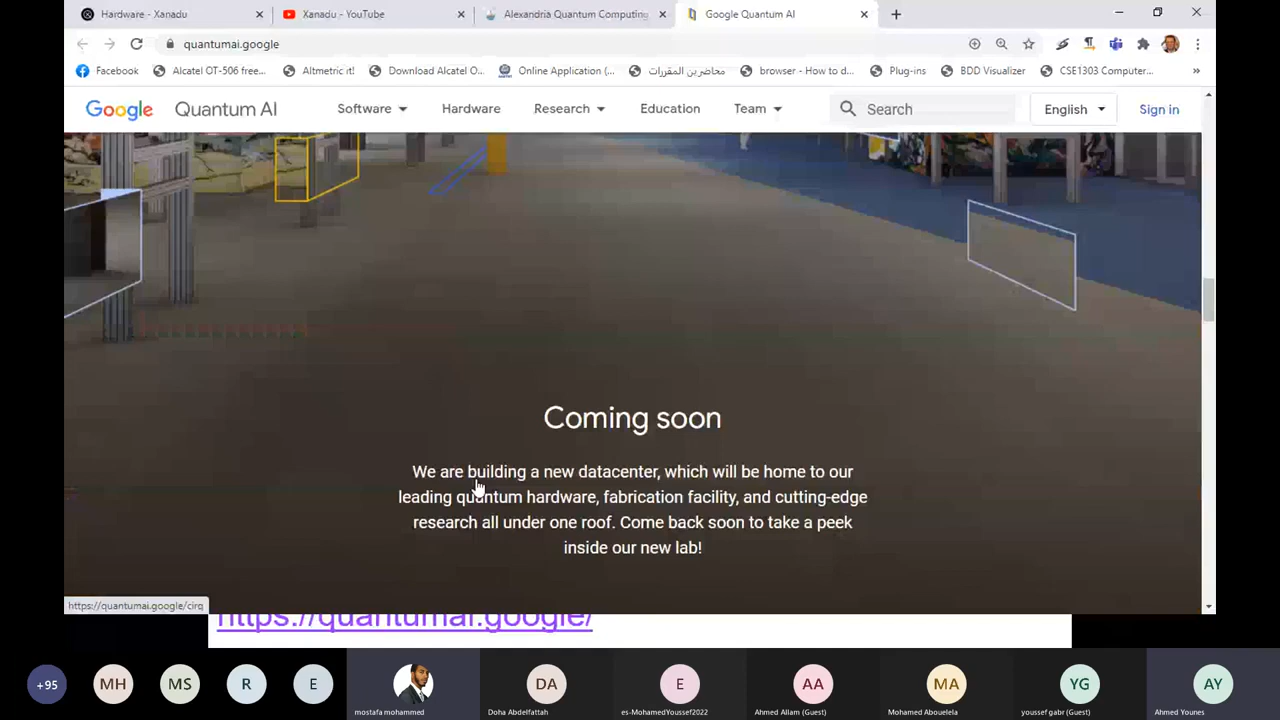 Hardware - Xanadu
Xanadu - YouTube
Alexandria Quantum Computing
Google Quantum AI
quantumai.google
Facebook
Alcatel OT-506 free...
Altmetric it!
Download Alcatel O...
Online Application (...
محاضرين المقررات
browser - How to d...
Plug-ins
BDD Visualizer
CSE1303 Computer...
»
Google Quantum AI
Software
Hardware
Research
Education
Team
Search
English
Sign in
Coming soon
We are building a new datacenter, which will be home to our
leading quantum hardware, fabrication facility, and cutting-edge
research all under one roof. Come back soon to take a peek
inside our new lab!
https://quantumai.google/cirq
https://quantumai.google/
+95
MH
MS
R
E
mostafa mohammed
DA
Doha Abdelfattah
E
es-MohamedYoussef2022
AA
Ahmed Allam (Guest)
MA
Mohamed Abouelela
YG
youssef gabr (Guest)
AY
Ahmed Younes